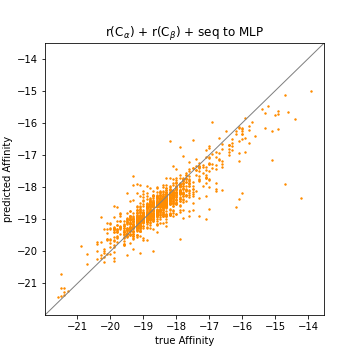 r(Cα) + r(Cβ) + seq to MLP
predicted Affinity
−14
−15
−16
−17
−18
−19
−20
−21
−21 −20 −19 −18 −17 −16 −15 −14
true Affinity